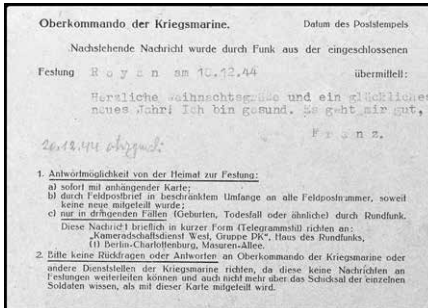 Oberkommando der Kriegsmarine. Datum des Poststempels
Nachstehende Nachricht wurde durch Funk aus der eingeschlossenen
Festung Royan am 18.12.44 übermittelt:
Herzliche Weihnachtsgrüsse und ein glückliches
neues Jahr! Ich bin gesund. Es geht mir gut,
Franz.
20.12.44
1. Antwortmöglichkeit von der Heimat zur Festung:
a) sofort mit anhängender Karte;
b) durch Feldpostbrief in beschränktem Umfange an alle Feldpostnummer, soweit
keine neue mitgeteilt wurde;
c) nur in dringenden Fällen (Geburten, Todesfall oder ähnliche) durch Rundfunk.
Diese Nachricht brieflich in kurzer Form (Telegrammstil) richten an:
„Kameradschaftsdienst West, Gruppe PK“, Haus des Rundfunks,
(1) Berlin-Charlottenburg, Masuren-Allee.
2. Bitte keine Rückfragen oder Antworten an Oberkommando der Kriegsmarine oder
andere Dienststellen der Kriegsmarine richten, da diese keine Nachrichten an
Festungen weiterleiten können und auch nicht mehr über das Schicksal der einzelnen
Soldaten wissen, als mit dieser Karte mitgeteilt wird.